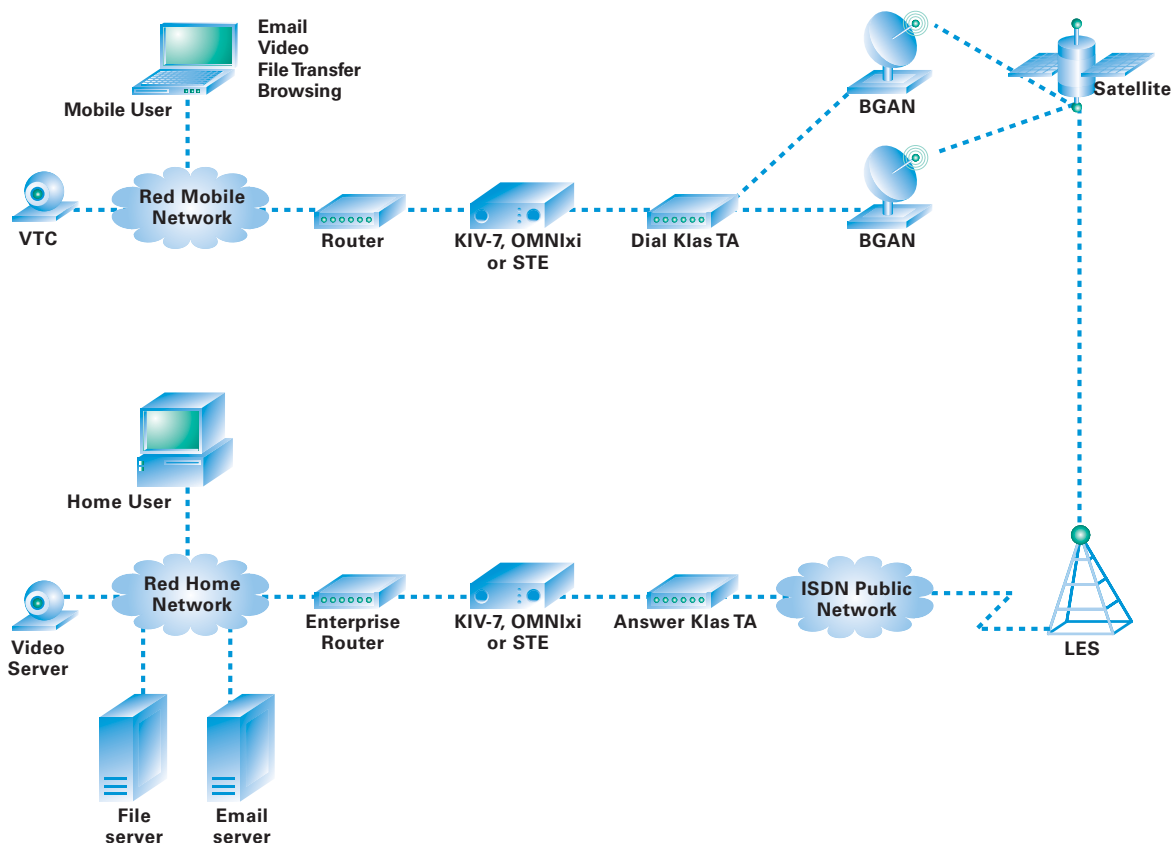 Email
Video
File Transfer
Browsing
Mobile User
BGAN
Satellite
Red Mobile
Network
VTC
Router
KIV-7, OMNIxi
or STE
Dial Klas TA
BGAN
Home User
Red Home
Network
ISDN Public
Network
Video
Server
Enterprise
Router
KIV-7, OMNIxi
or STE
Answer Klas TA
LES
File
server
Email
server